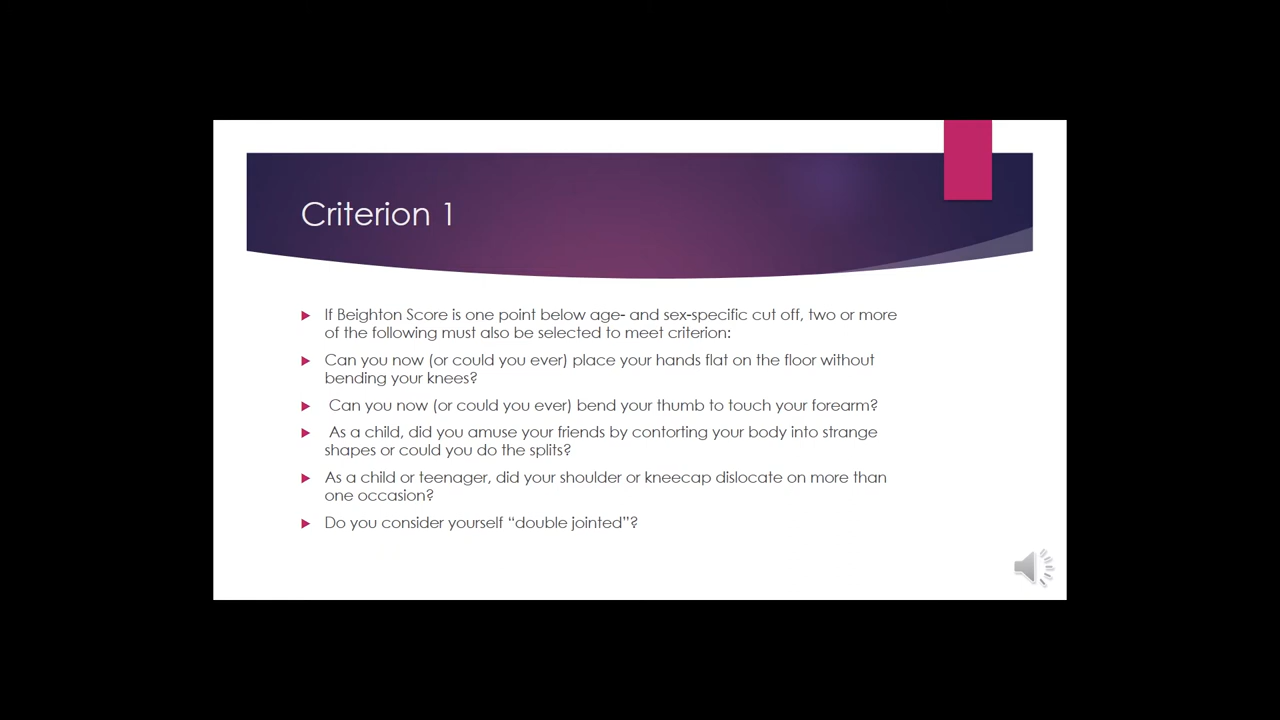 Criterion 1
If Beighton Score is one point below age- and sex-specific cut off, two or more
of the following must also be selected to meet criterion:
Can you now (or could you ever) place your hands flat on the floor without
bending your knees?
Can you now (or could you ever) bend your thumb to touch your forearm?
As a child, did you amuse your friends by contorting your body into strange
shapes or could you do the splits?
As a child or teenager, did your shoulder or kneecap dislocate on more than
one occasion?
Do you consider yourself “double jointed”?